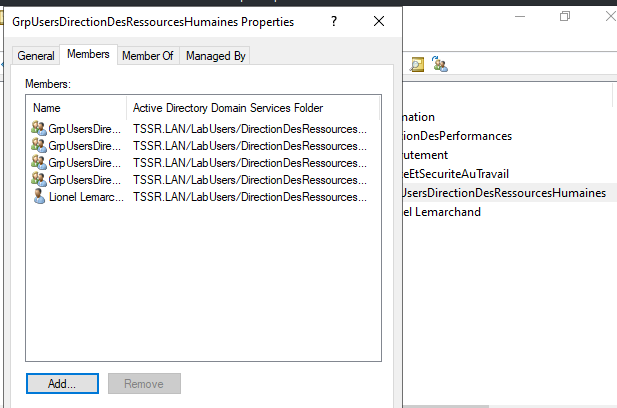 GrpUsersDirectionDesRessourcesHumaines Properties
General Members Member Of Managed By
Members:
Name Active Directory Domain Services Folder
GrpUsersDire... TSSR.LAN/LabUsers/DirectionDesRessources...
GrpUsersDire... TSSR.LAN/LabUsers/DirectionDesRessources...
GrpUsersDire... TSSR.LAN/LabUsers/DirectionDesRessources...
GrpUsersDire... TSSR.LAN/LabUsers/DirectionDesRessources...
Lionel Lemarc... TSSR.LAN/LabUsers/DirectionDesRessources...
Add... Remove
mation
ionDesPerformances
utement
eEtSecuriteAuTravail
UsersDirectionDesRessourcesHumaines
el Lemarchand